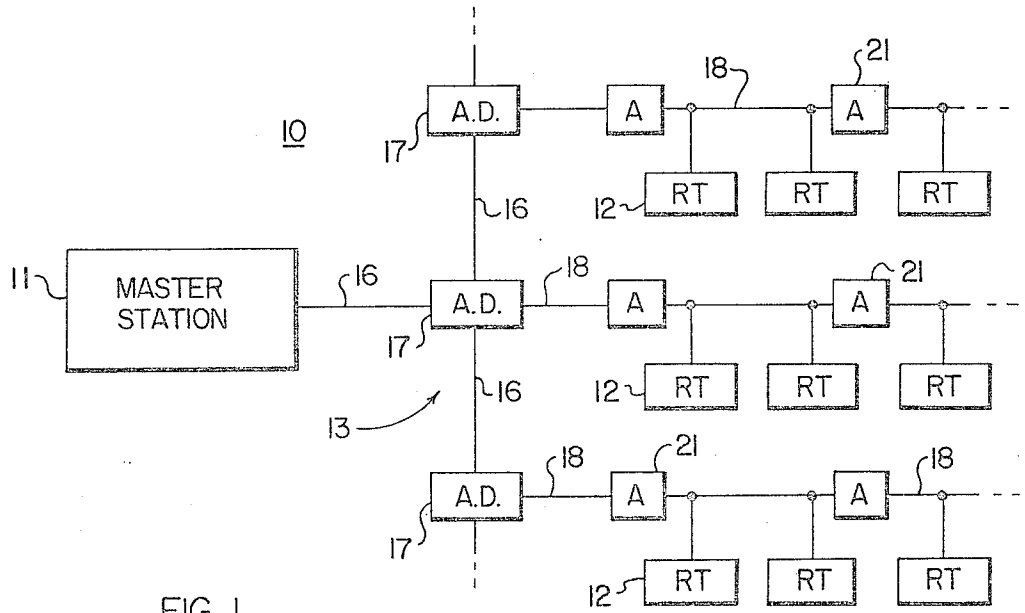 18
21
A.D.
A
A
10
17
16
12
RT
RT
RT
11
MASTER
STATION
16
A.D.
18
A
21
A
17
16
12
RT
RT
RT
13
18
21
18
A.D.
A
A
17
12
RT
RT
RT
FIG. 1